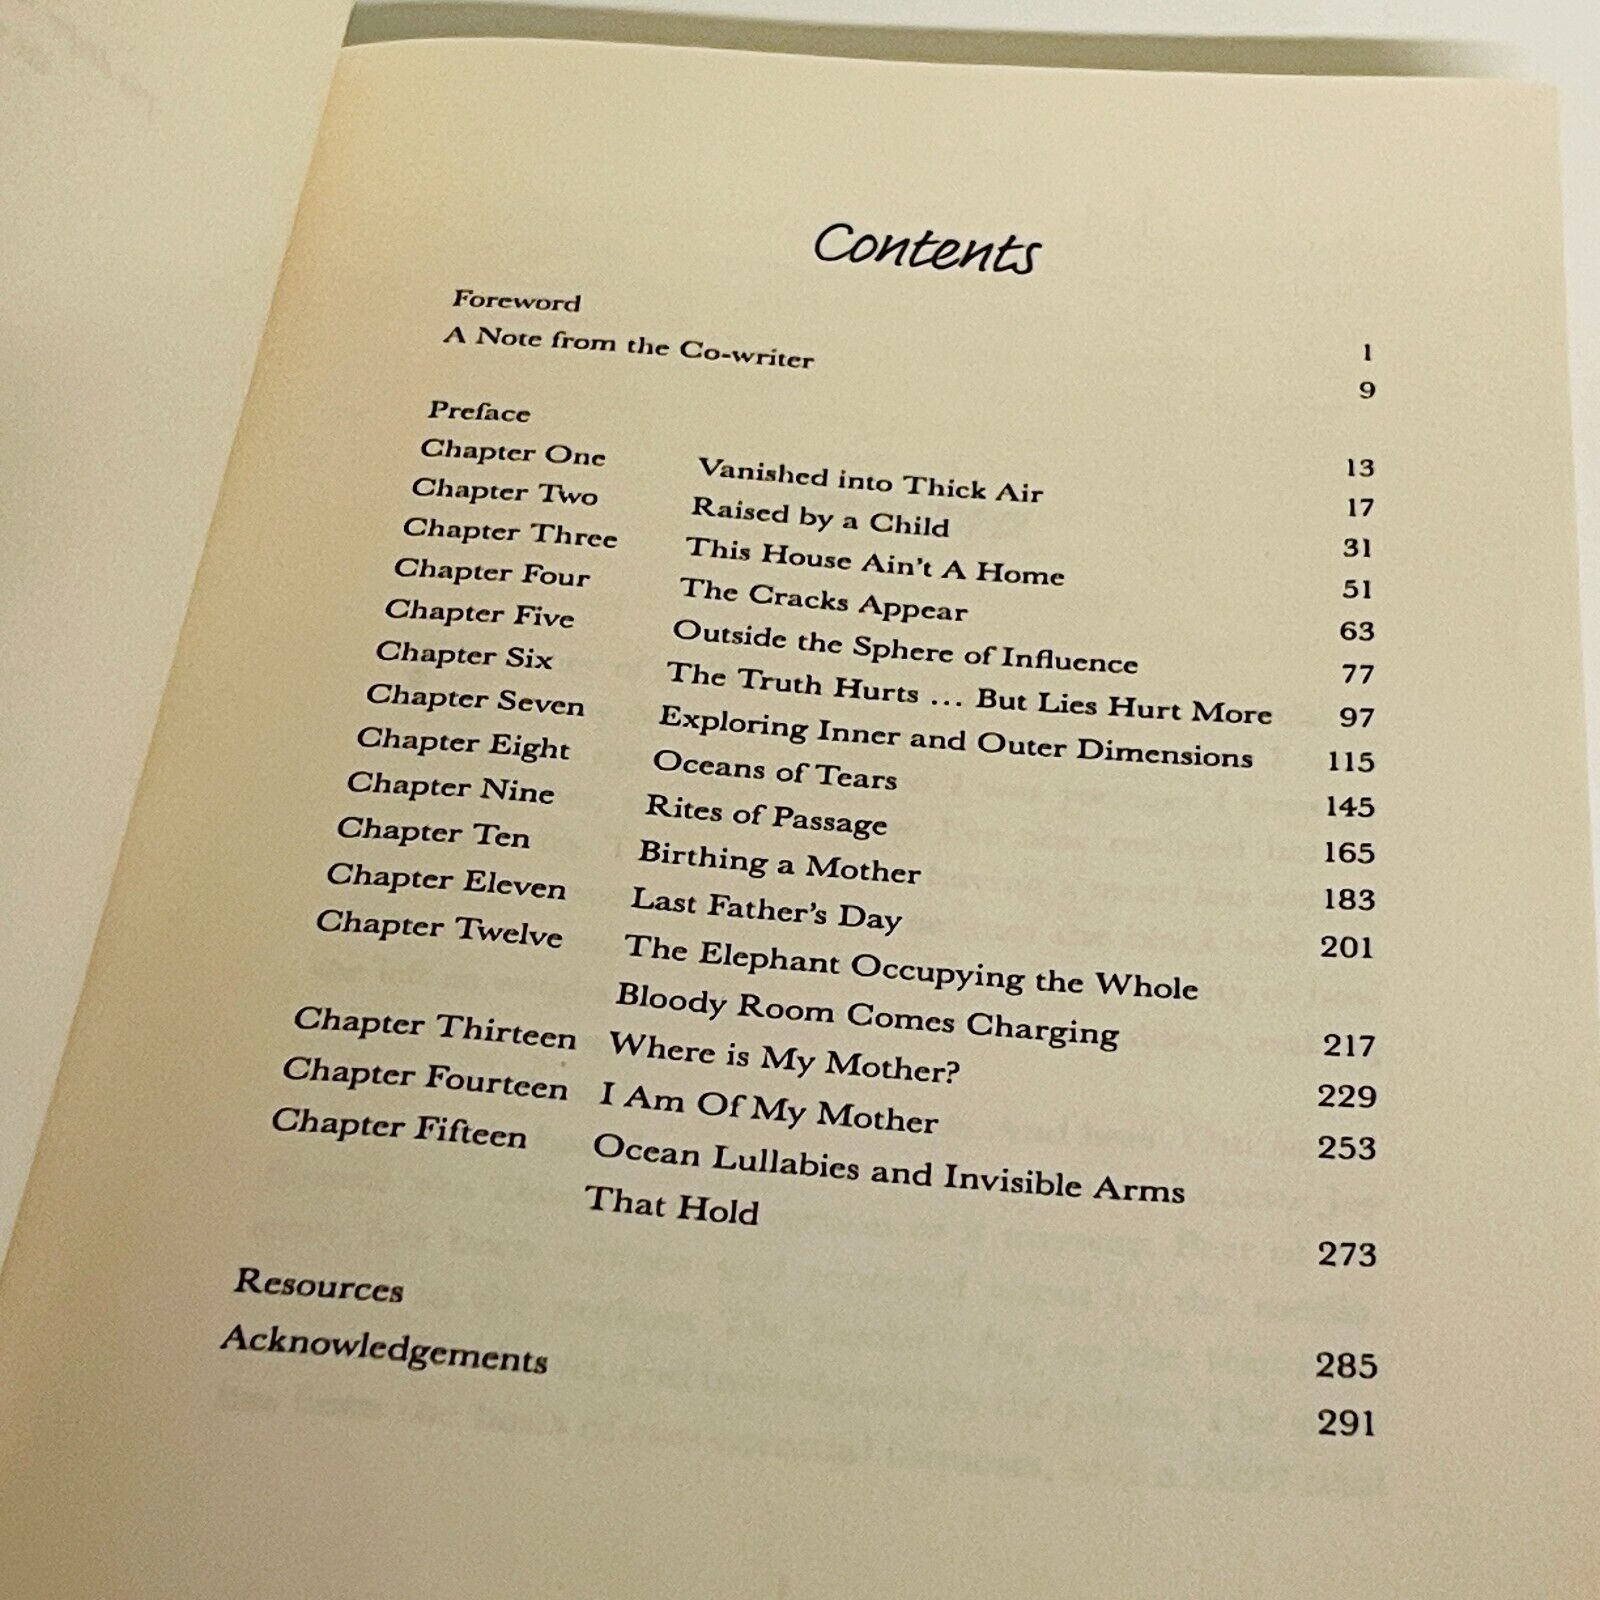 Contents
Foreword 1
A Note from the Co-writer 9
Preface 13
Chapter One Vanished into Thick Air 17
Chapter Two Raised by a Child 31
Chapter Three This House Ain't A Home 51
Chapter Four The Cracks Appear 63
Chapter Five Outside the Sphere of Influence 77
Chapter Six The Truth Hurts ... But Lies Hurt More 97
Chapter Seven Exploring Inner and Outer Dimensions 115
Chapter Eight Oceans of Tears 145
Chapter Nine Rites of Passage 165
Chapter Ten Birthing a Mother 183
Chapter Eleven Last Father's Day 201
Chapter Twelve The Elephant Occupying the Whole
Bloody Room Comes Charging 217
Chapter Thirteen Where is My Mother? 229
Chapter Fourteen I Am Of My Mother 253
Chapter Fifteen Ocean Lullabies and Invisible Arms
That Hold 273
Resources 285
Acknowledgements 291